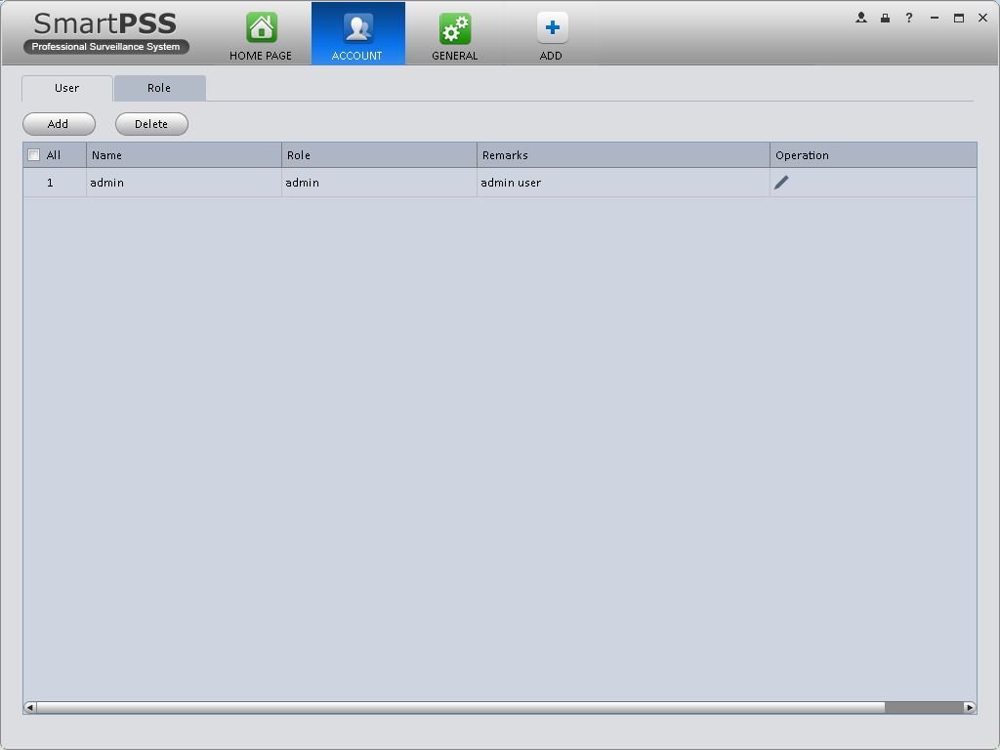 SmartPSS
Professional Surveillance System
HOME PAGE
ACCOUNT
GENERAL
ADD
?
User
Role
Add
Delete
All
Name
Role
Remarks
Operation
1
admin
admin
admin user